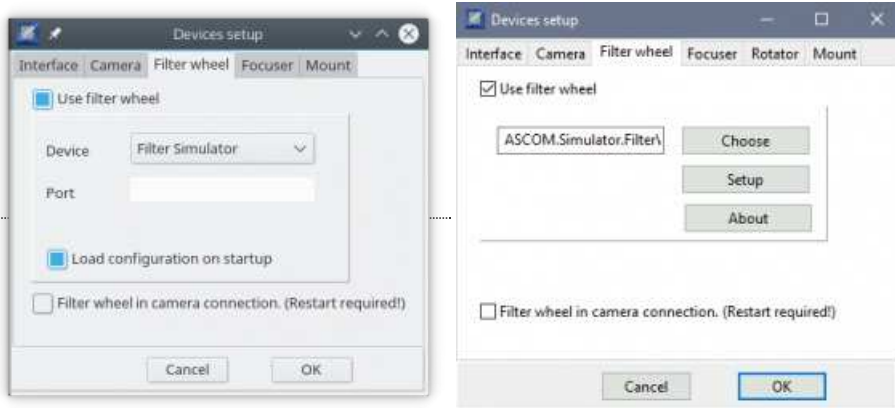 Devices setup
Interface Camera Filter wheel Focuser Mount
Use filter wheel
Device Filter Simulator
Port
Load configuration on startup
Filter wheel in camera connection. (Restart required!)
Cancel OK
Devices setup
Interface Camera Filter wheel Focuser Rotator Mount
Use filter wheel
ASCOM.Simulator.Filter\ Choose
Setup
About
Filter wheel in camera connection. (Restart required!)
Cancel OK